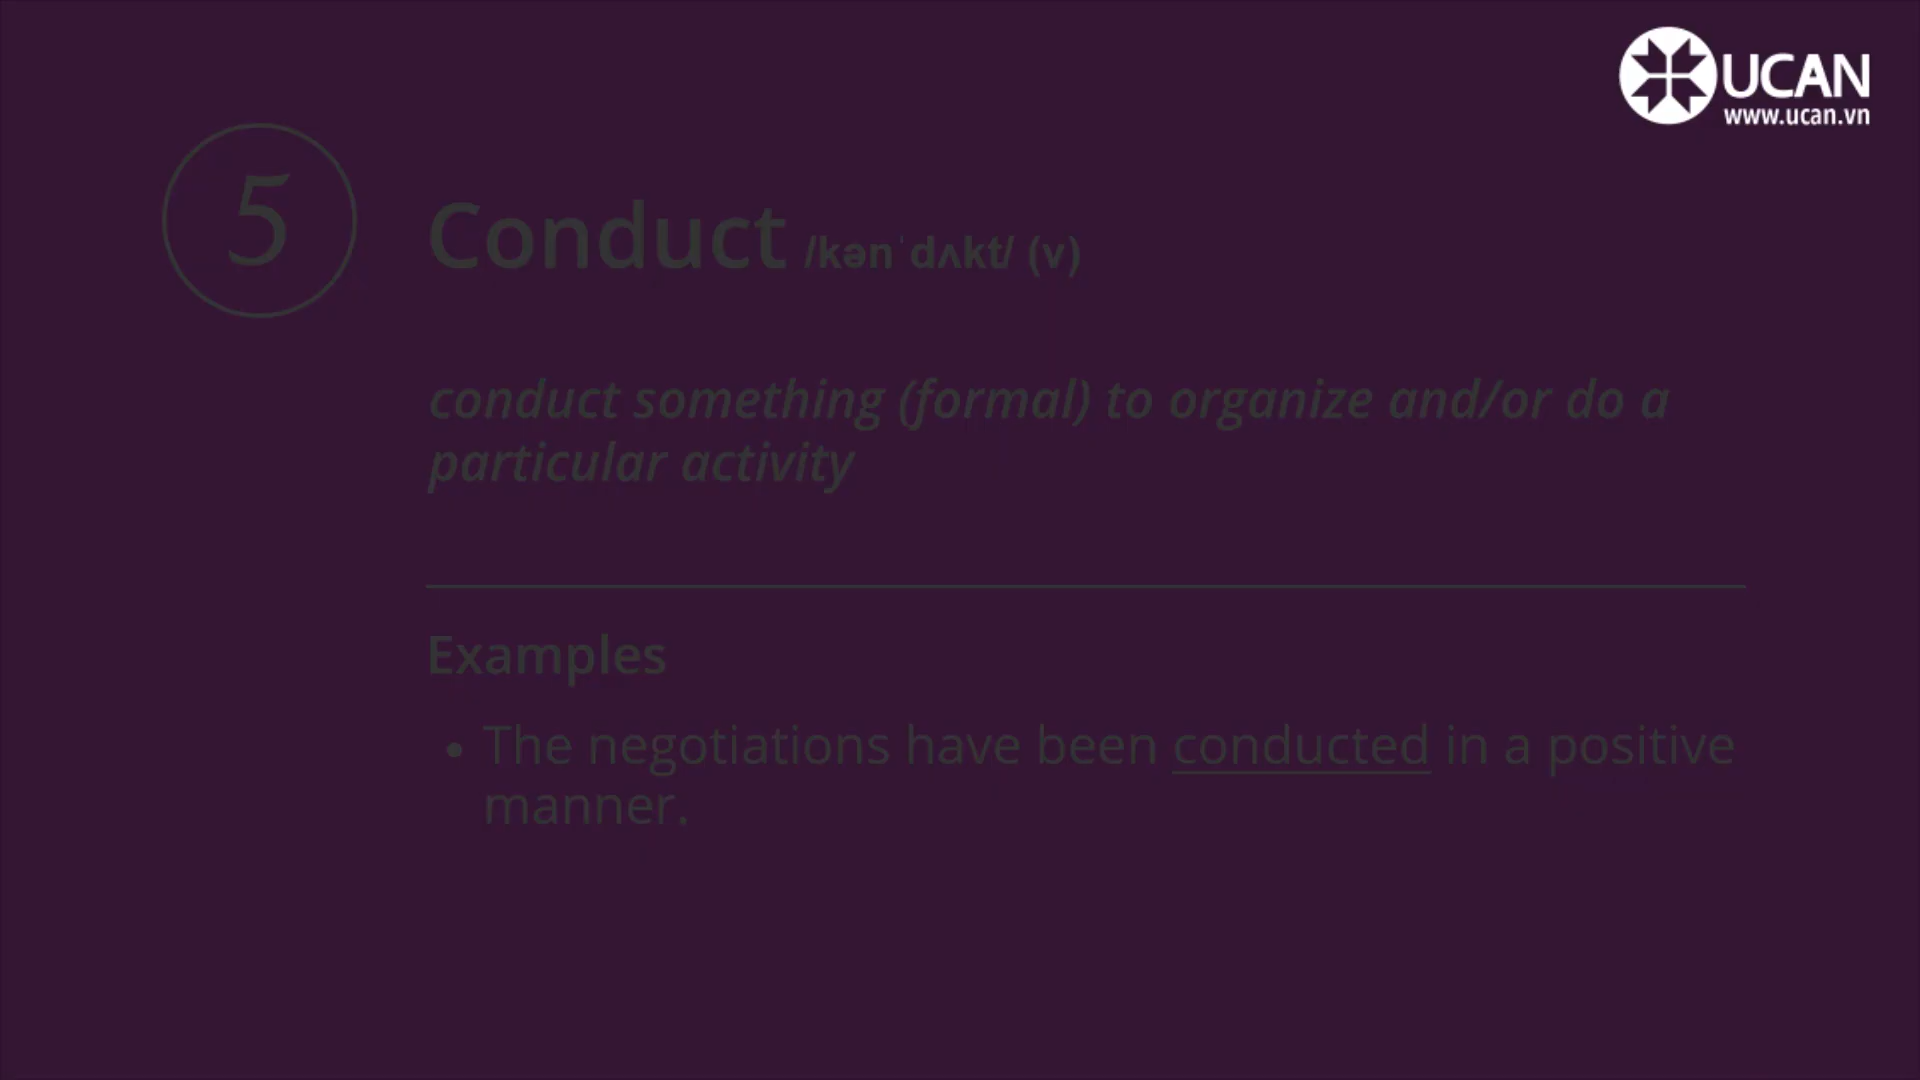 UCAN
www.ucan.vn
5
Conduct /kənˈdʌkt/ (v)
conduct something (formal) to organize and/or do a
particular activity
Examples
• The negotiations have been conducted in a positive
manner.